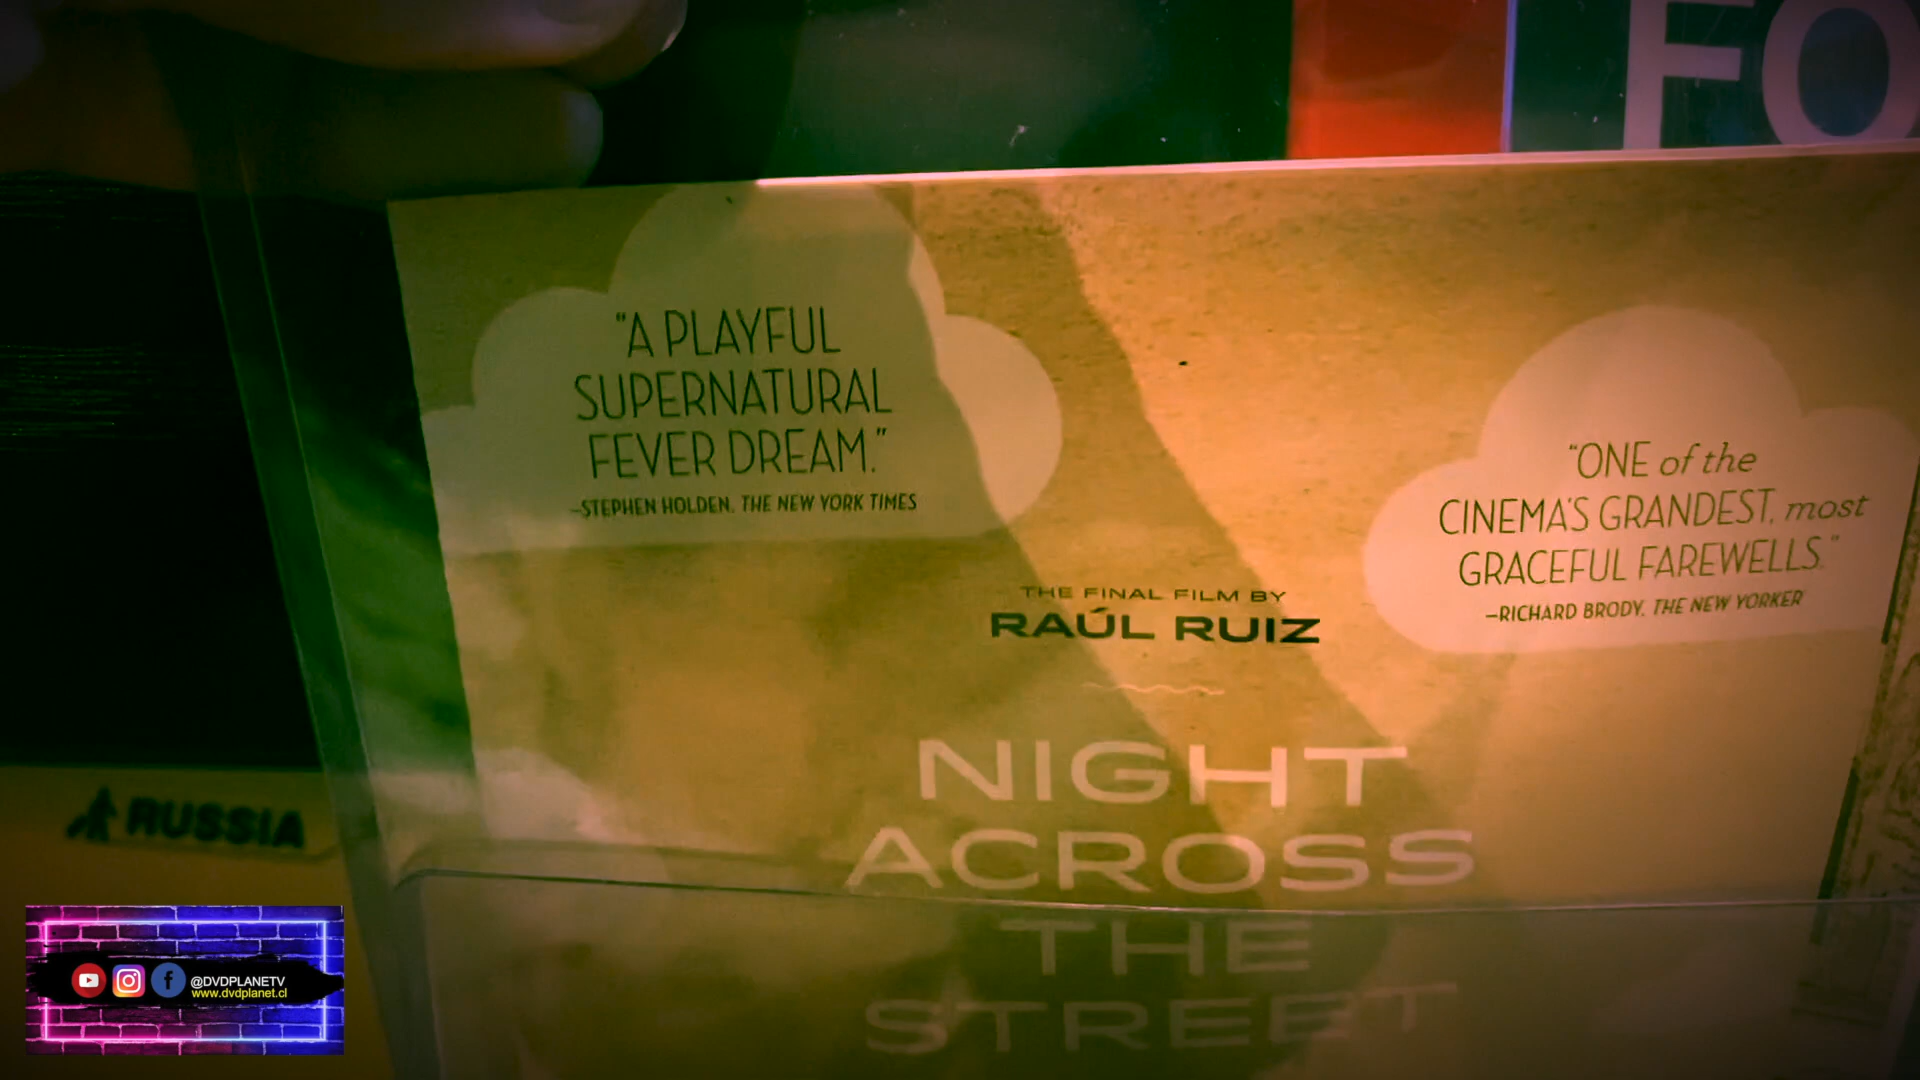 FO
"A PLAYFUL
SUPERNATURAL
FEVER DREAM."
–STEPHEN HOLDEN, THE NEW YORK TIMES
"ONE of the
CINEMA'S GRANDEST, most
GRACEFUL FAREWELLS."
–RICHARD BRODY, THE NEW YORKER
THE FINAL FILM BY
RAÚL RUIZ
NIGHT
ACROSS
THE
STREET
RUSSIA
@DVDPLANETV
www.dvdplanet.cl